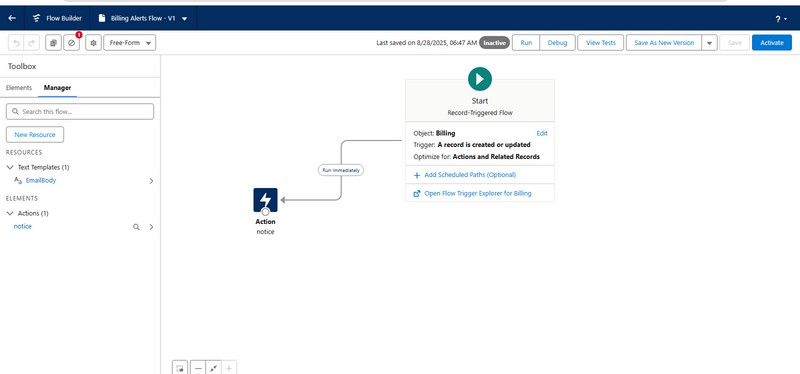 Flow Builder
Billing Alerts Flow - V1
?
1
Free-Form
Last saved on 8/28/2025, 06:47 AM
Inactive
Run
Debug
View Tests
Save As New Version
Save
Activate
Toolbox
Elements
Manager
Search this flow...
New Resource
RESOURCES
Text Templates (1)
EmailBody
ELEMENTS
Actions (1)
notice
Start
Record-Triggered Flow
Object: Billing
Edit
Trigger: A record is created or updated
Optimize for: Actions and Related Records
+ Add Scheduled Paths (Optional)
Open Flow Trigger Explorer for Billing
Run Immediately
Action
notice